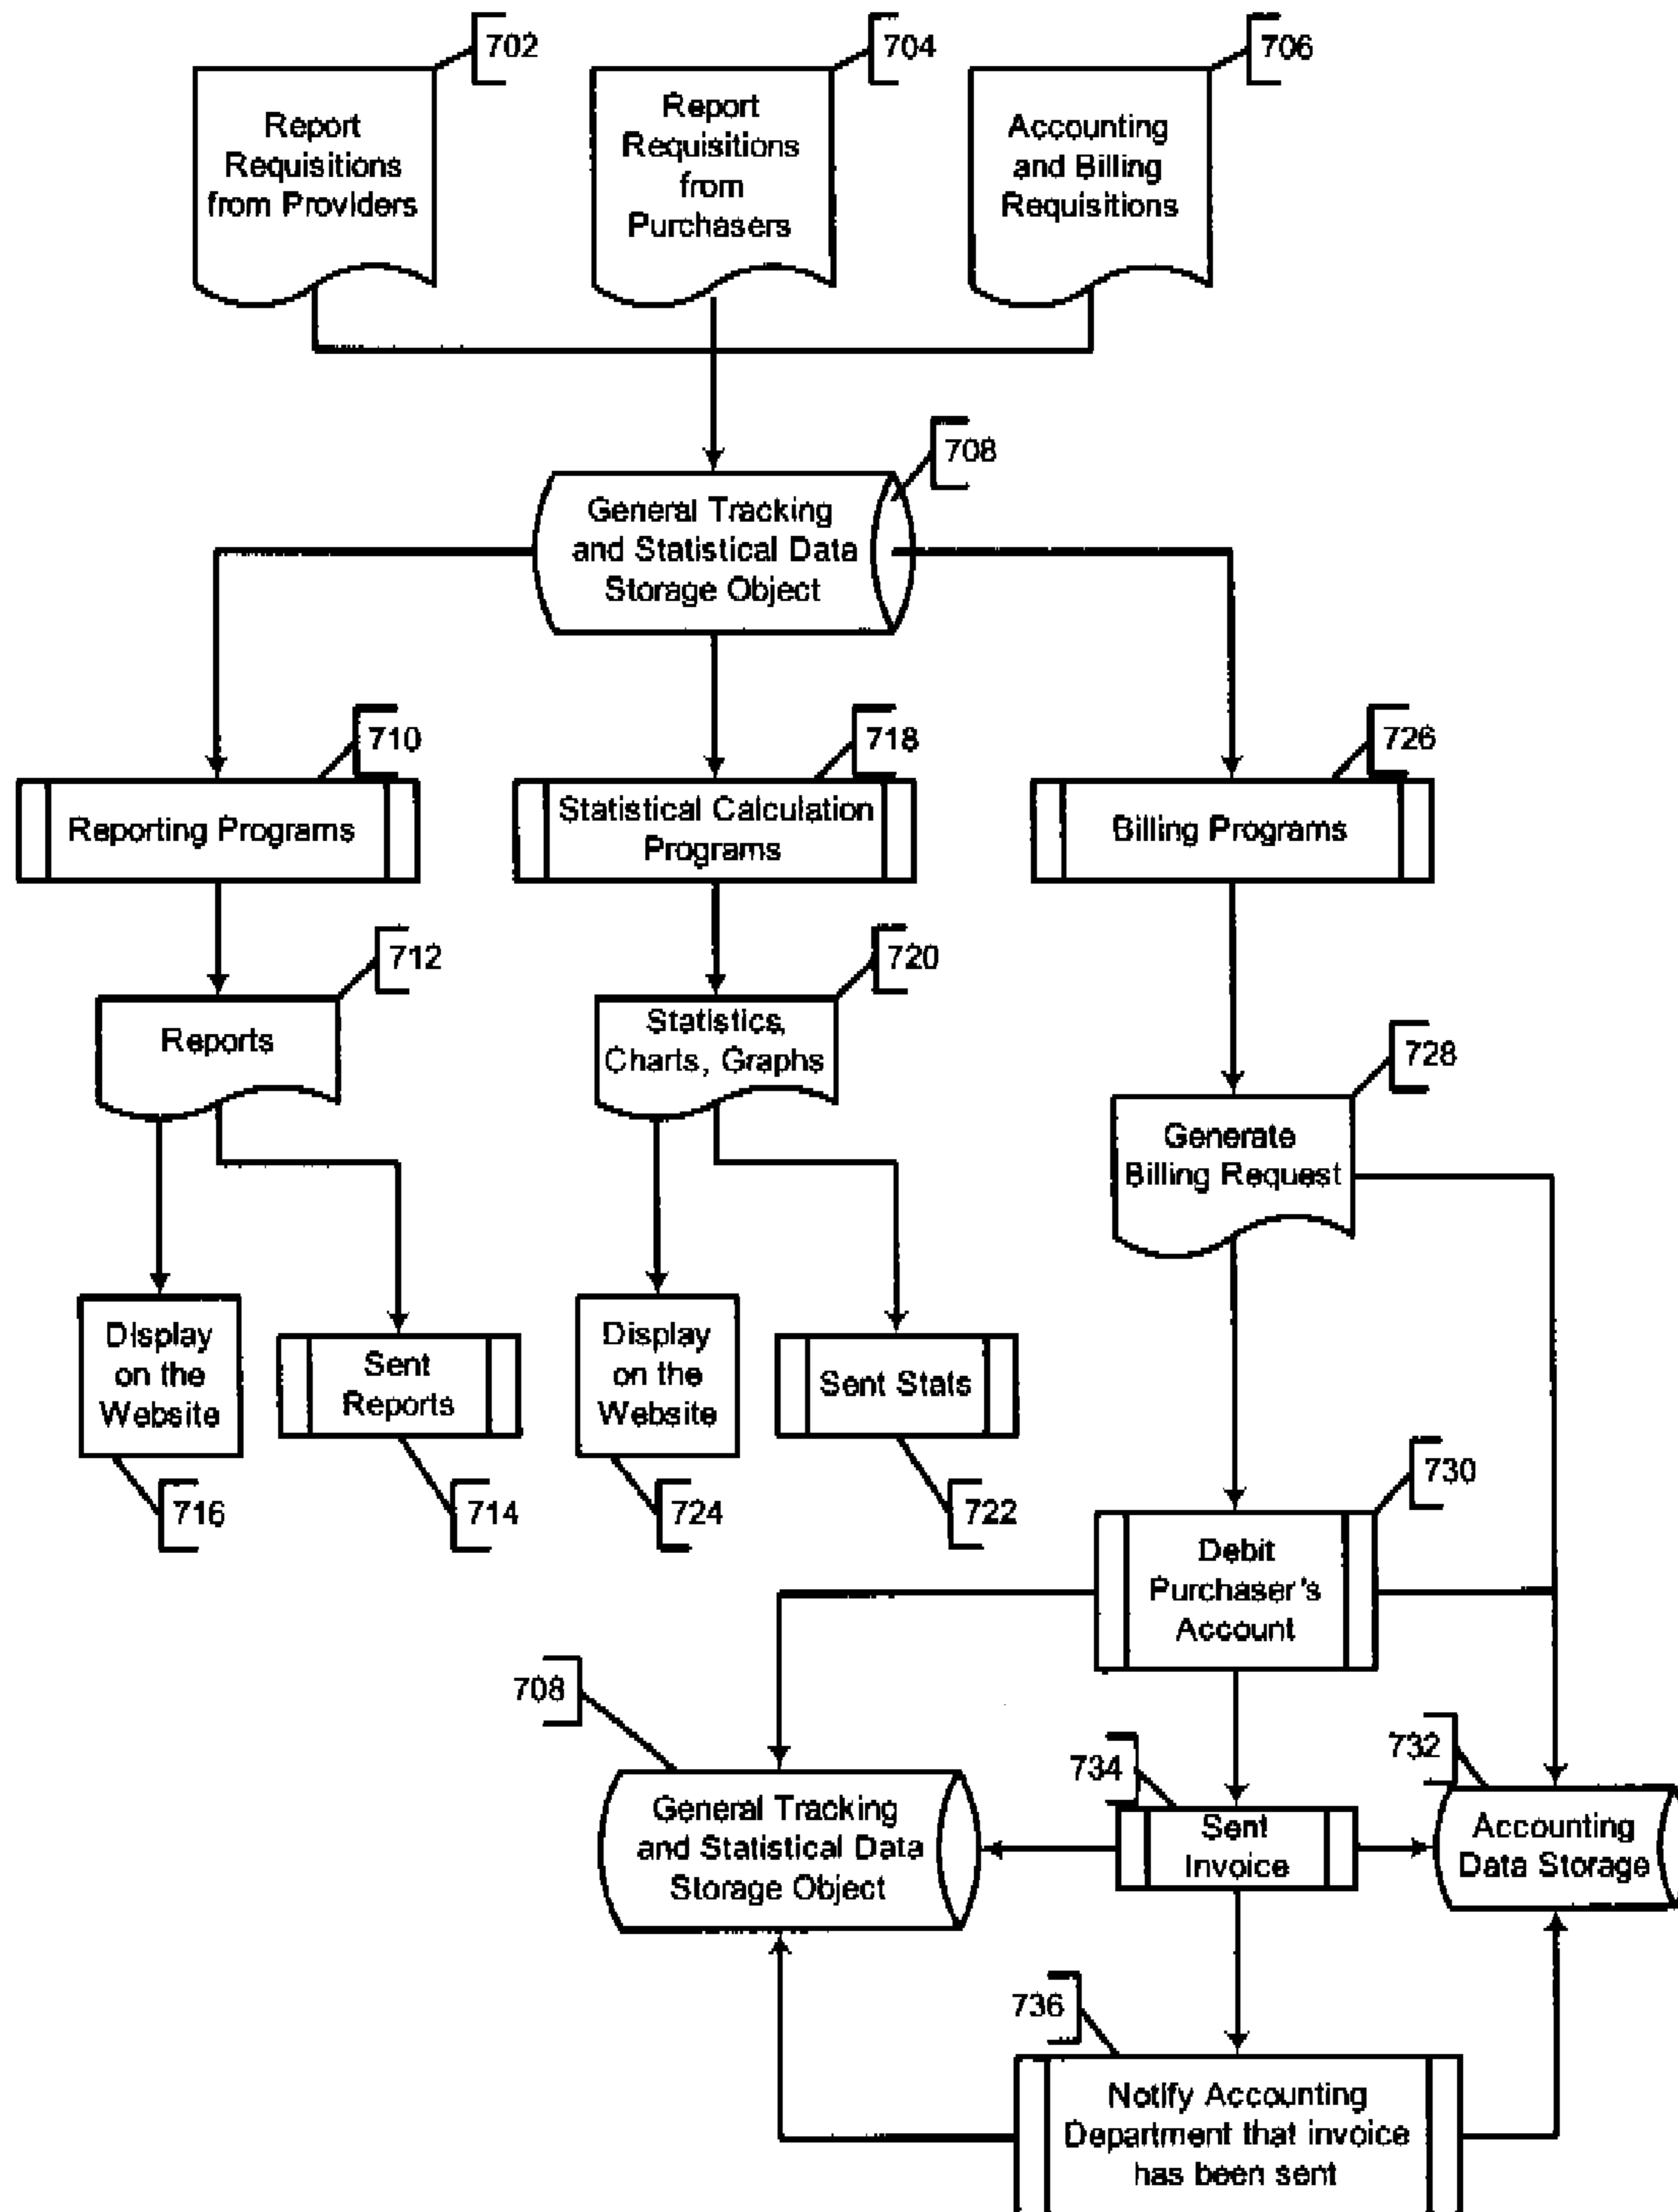 702
704
706
Report
Requisitions
from Providers
Report
Requisitions
from
Purchasers
Accounting
and Billing
Requisitions
708
General Tracking
and Statistical Data
Storage Object
710
718
726
Reporting Programs
Statistical Calculation
Programs
Billing Programs
712
720
728
Reports
Statistics,
Charts, Graphs
Generate
Billing Request
Display
on the
Website
Sent
Reports
Display
on the
Website
Sent Stats
716
714
724
722
730
Debit
Purchaser's
Account
708
734
732
General Tracking
and Statistical Data
Storage Object
Sent
Invoice
Accounting
Data Storage
736
Notify Accounting
Department that invoice
has been sent